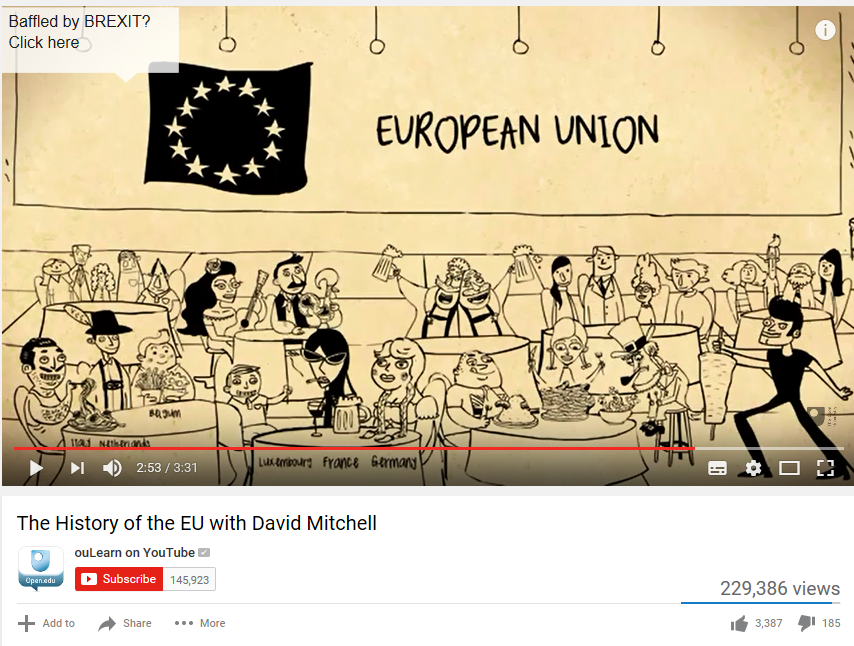 Baffled by BREXIT?
Click here
EUROPEAN UNION
Belgium
Italy Netherlands
Luxembourg France Germany
2:53 / 3:31
The History of the EU with David Mitchell
ouLearn on YouTube
Open.edu
Subscribe 145,923
229,386 views
Add to Share More
3,387 185